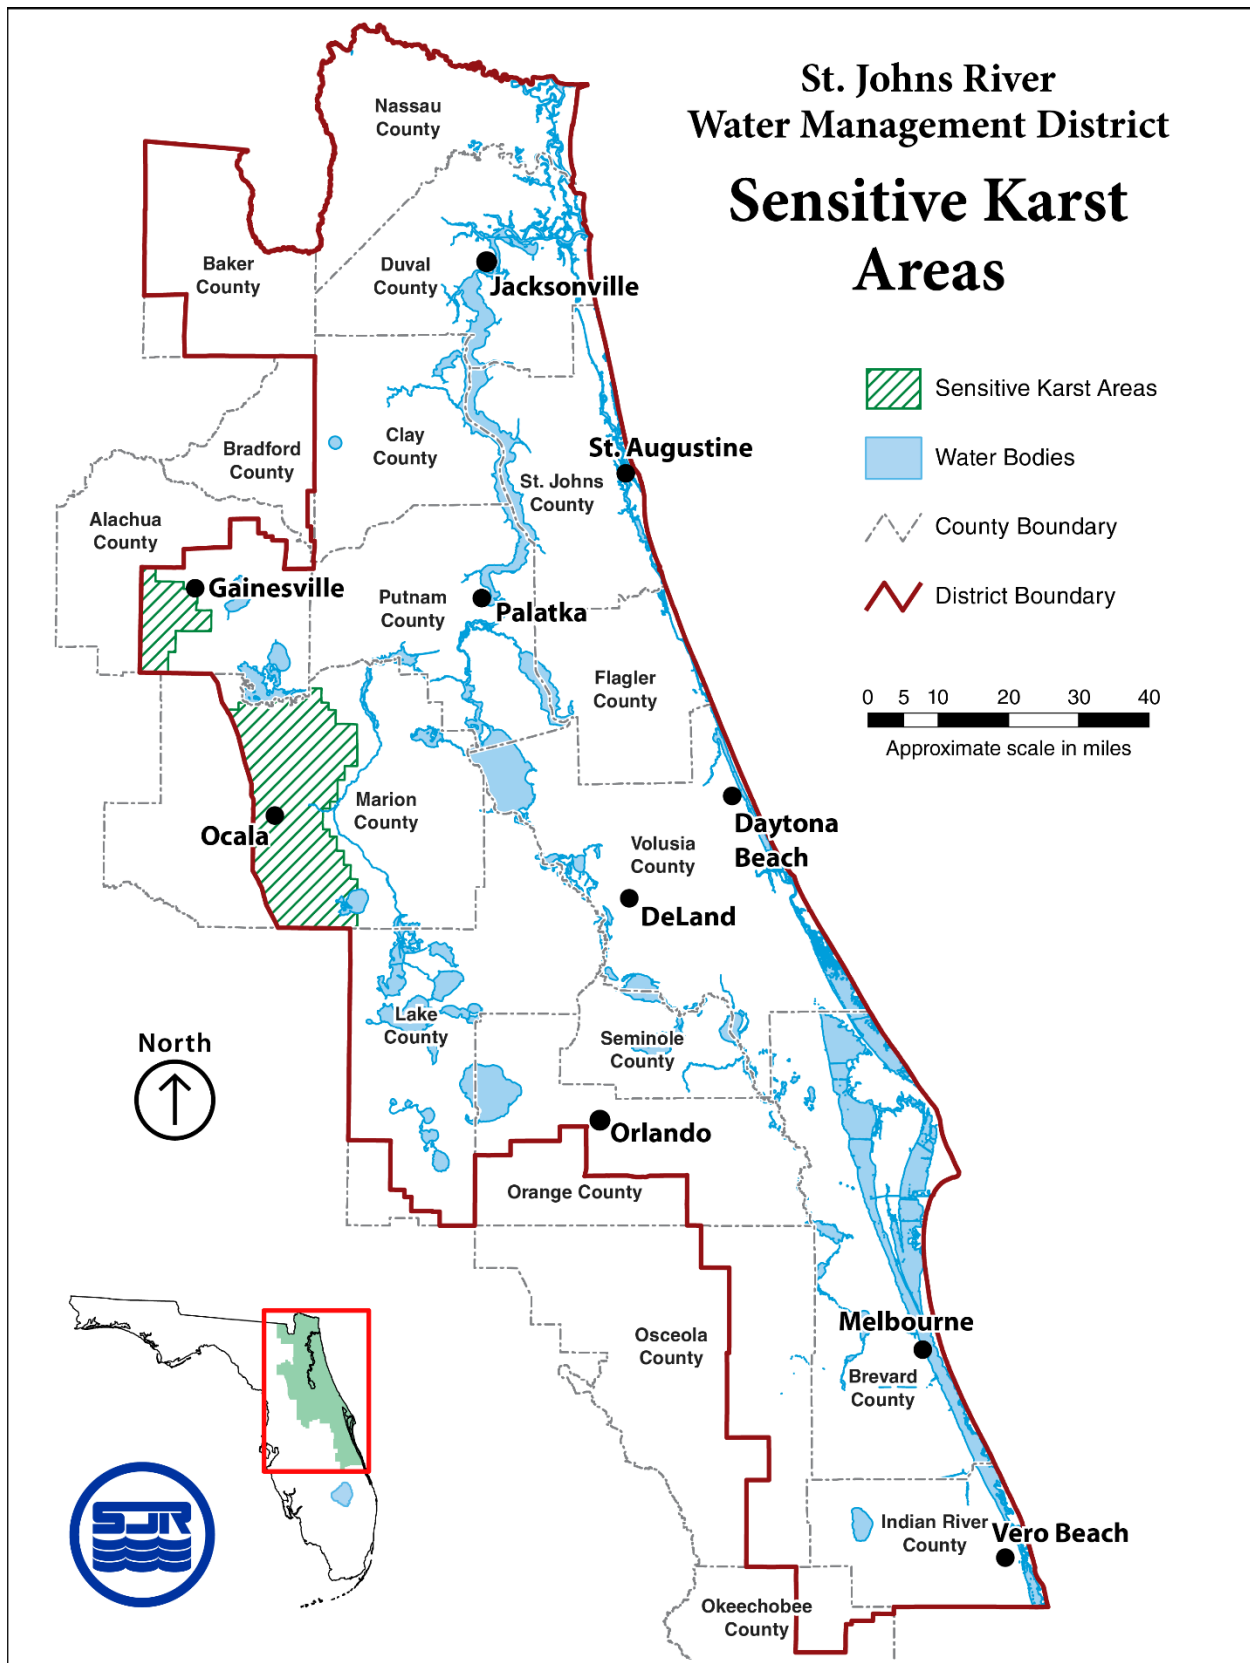 St. Johns River
Water Management District
Sensitive Karst
Areas
Sensitive Karst Areas
Water Bodies
County Boundary
District Boundary
0 5 10 20 30 40
Approximate scale in miles
Nassau
County
Baker
County
Duval
County
Jacksonville
Bradford
County
Clay
County
St. Augustine
St. Johns
County
Alachua
County
Gainesville
Putnam
County
Palatka
Flagler
County
Marion
County
Ocala
Daytona
Beach
Volusia
County
DeLand
Lake
County
Seminole
County
North
Orlando
Orange County
Osceola
County
Melbourne
Brevard
County
Indian River
County
Vero Beach
Okeechobee
County
SJR